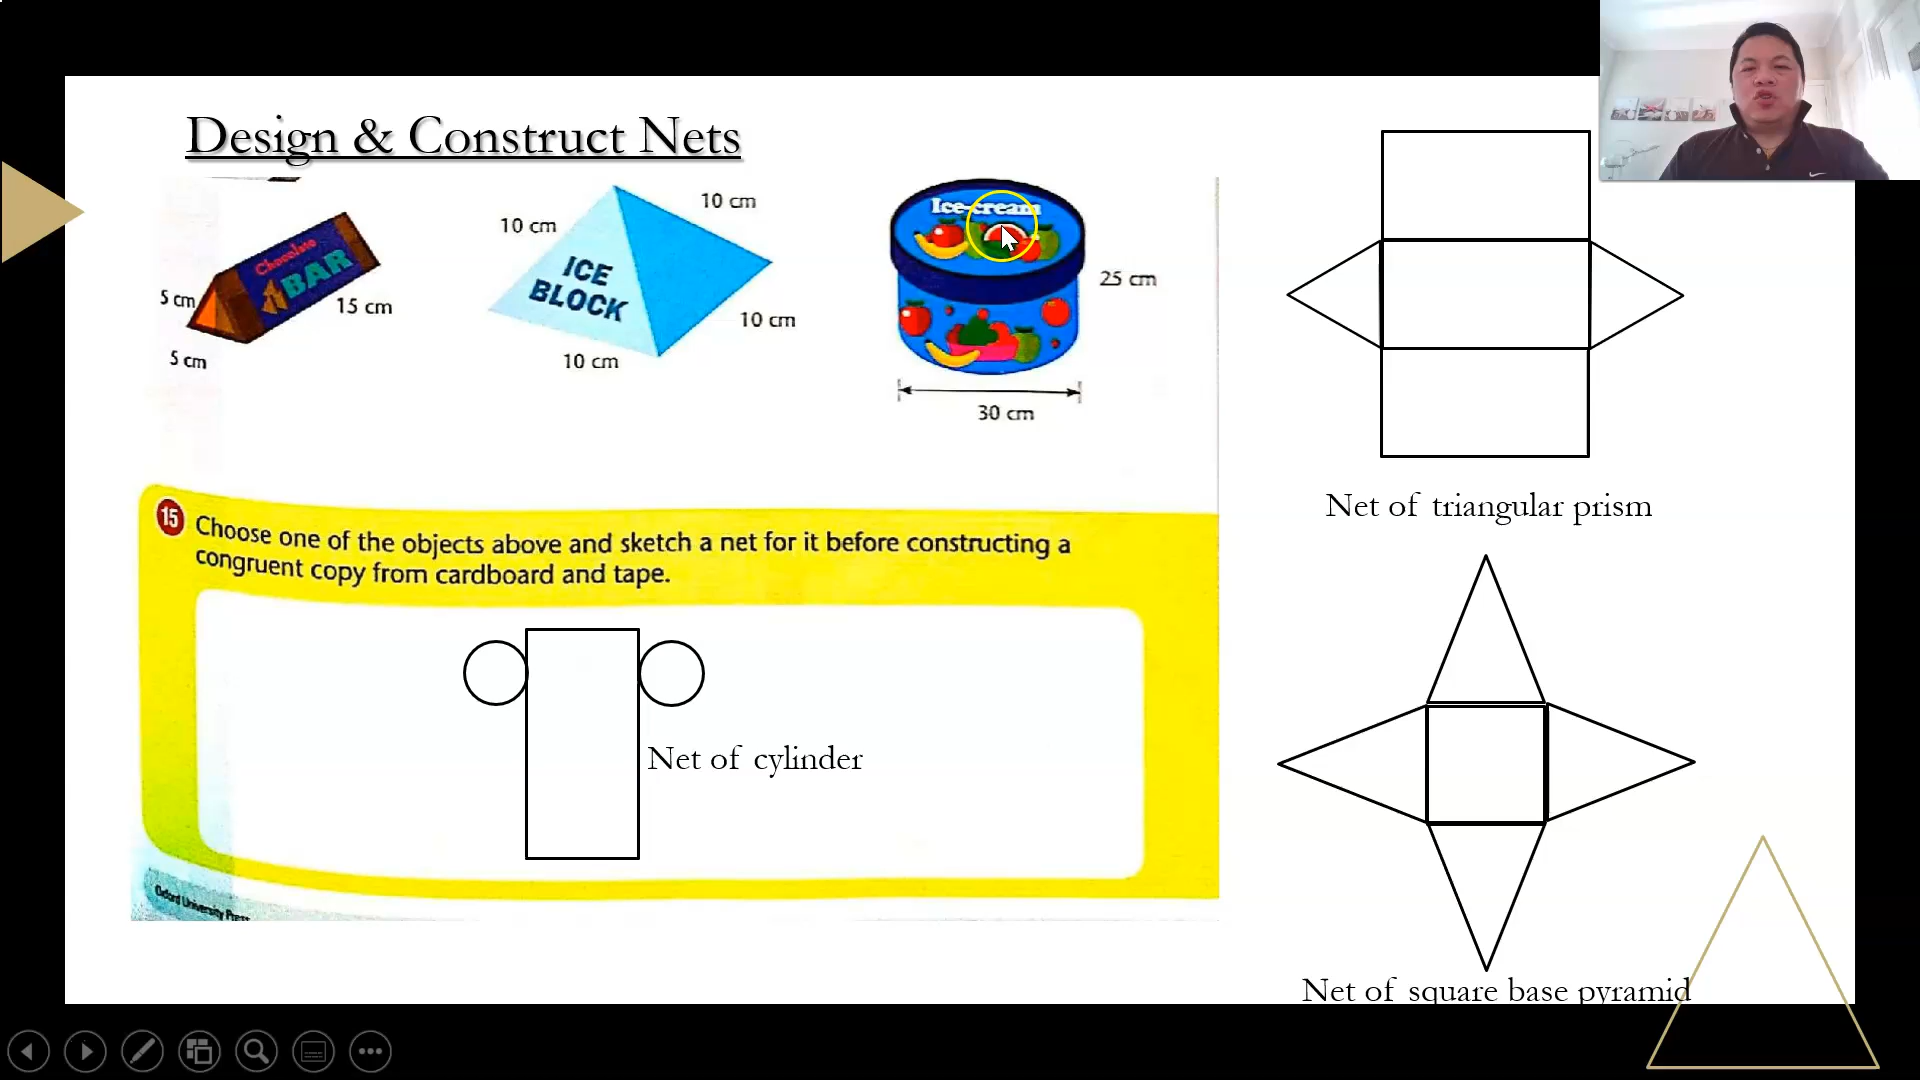 Design & Construct Nets
Chocolate
BAR
5 cm
15 cm
5 cm
10 cm
10 cm
ICE
BLOCK
10 cm
10 cm
Ice-cream
25 cm
30 cm
15 Choose one of the objects above and sketch a net for it before constructing a
congruent copy from cardboard and tape.
Net of cylinder
Oxford University Press
Net of triangular prism
Net of square base pyramid